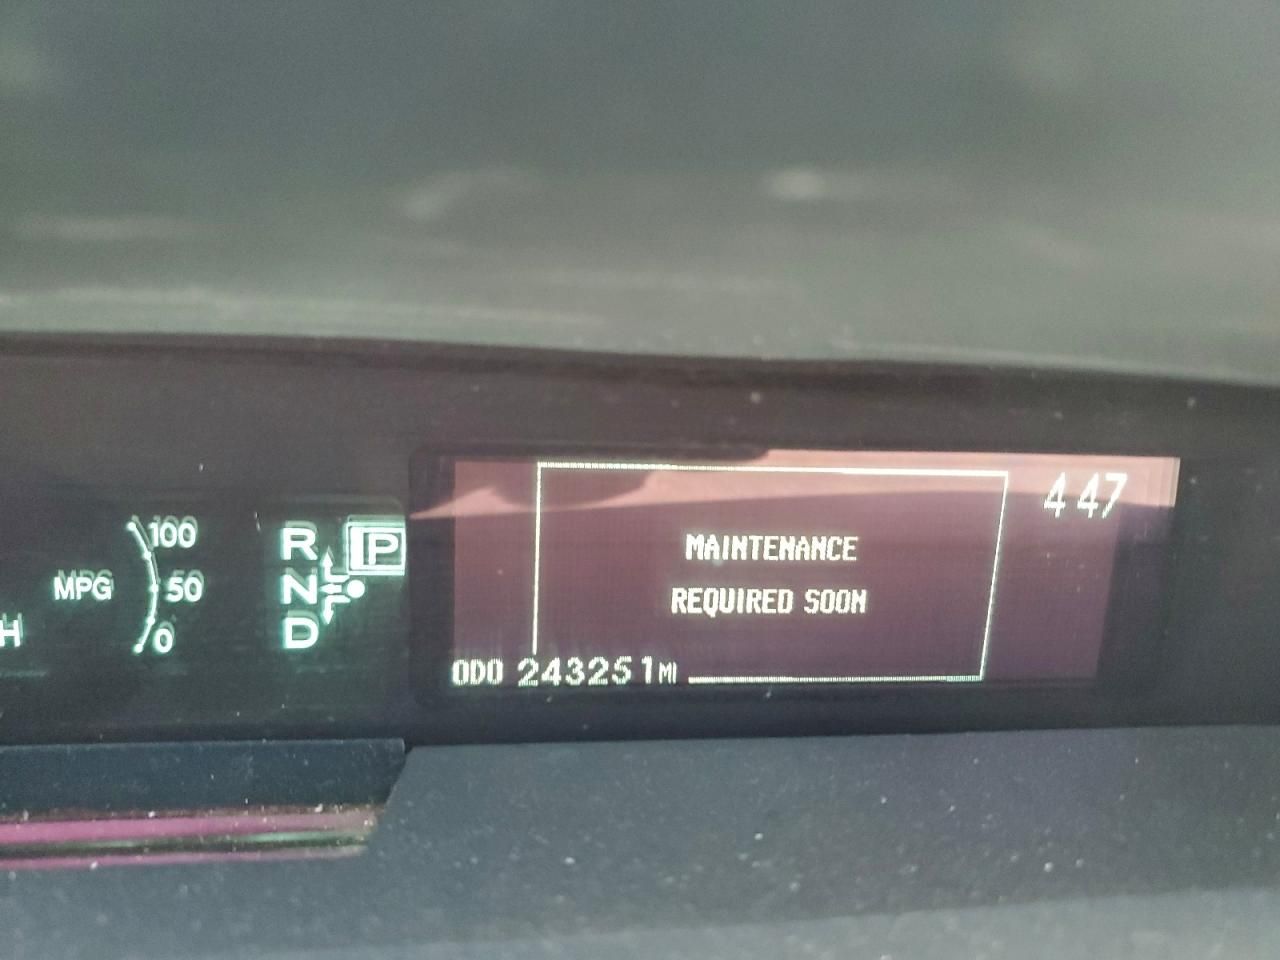 100
MPG 50
0
H
R P
N
D
4 47
MAINTENANCE
REQUIRED SOON
ODO 243251 MI